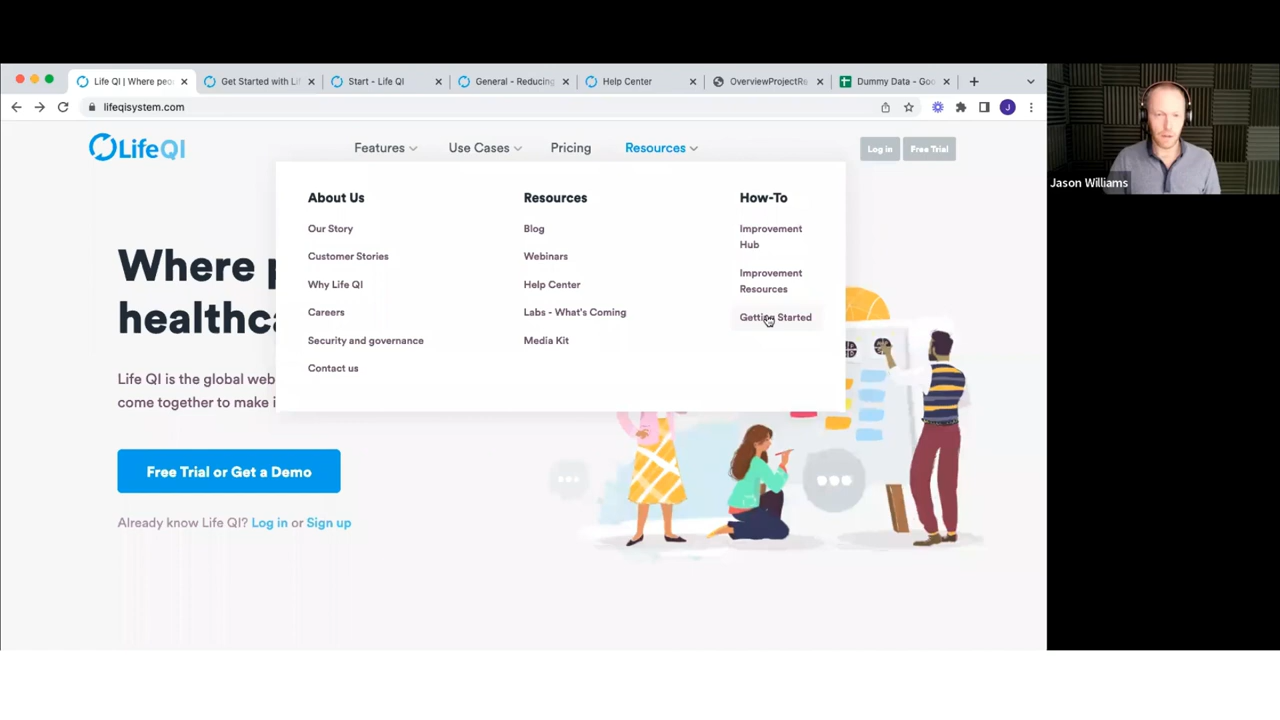 Life QI | Where peo
Get Started with Lif
Start - Life QI
General - Reducing
Help Center
OverviewProjectRe
Dummy Data - Goo
lifeqisystem.com
J
LifeQI
Features
Use Cases
Pricing
Resources
Log in
Free Trial
About Us
Our Story
Customer Stories
Why Life QI
Careers
Security and governance
Contact us
Resources
Blog
Webinars
Help Center
Labs - What's Coming
Media Kit
How-To
Improvement
Hub
Improvement
Resources
Getting Started
Where p
healthca
Life QI is the global web
come together to make i
Free Trial or Get a Demo
Already know Life QI? Log in or Sign up
Jason Williams